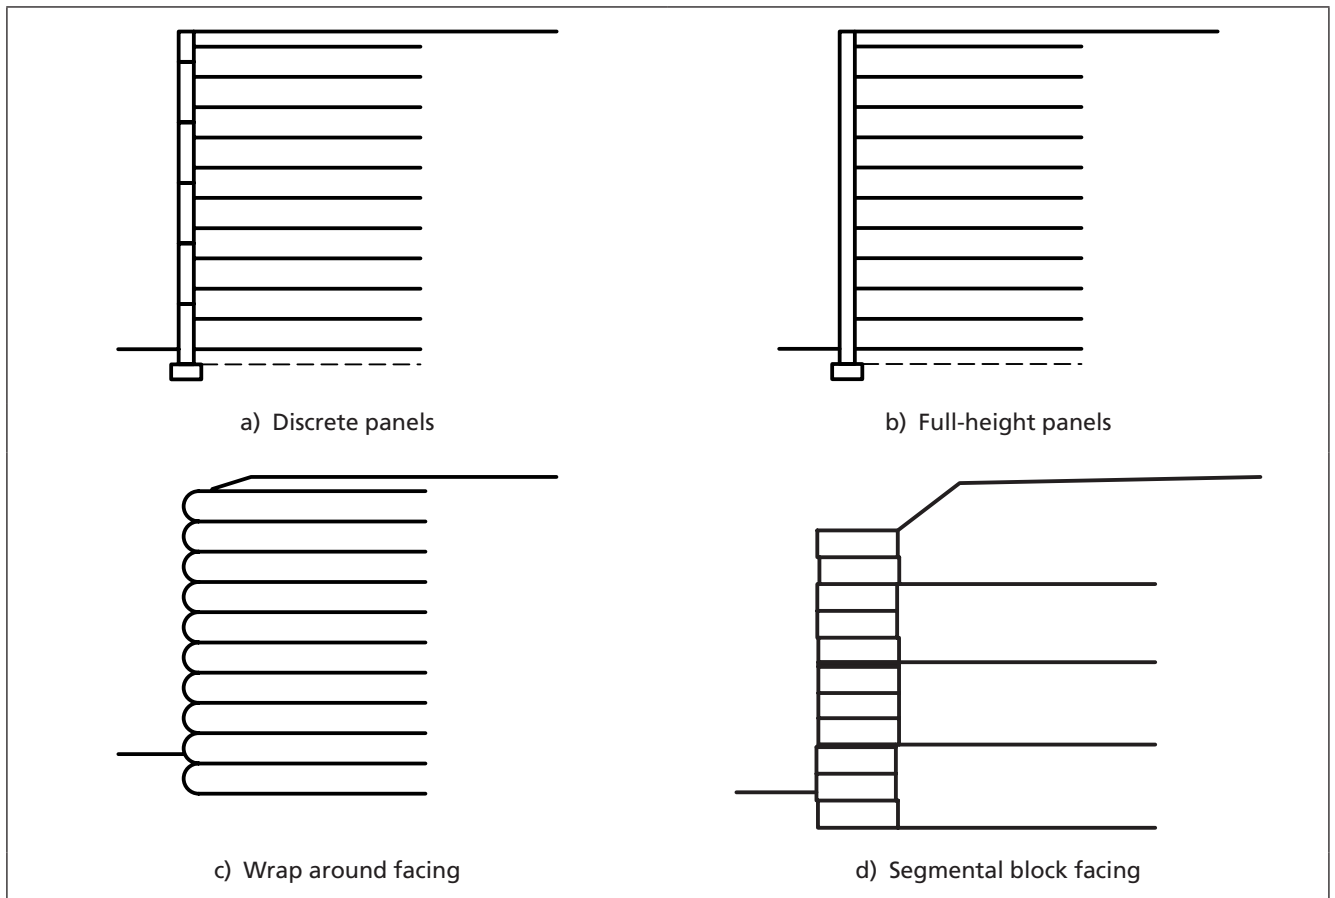 a) Discrete panels
b) Full-height panels
c) Wrap around facing
d) Segmental block facing